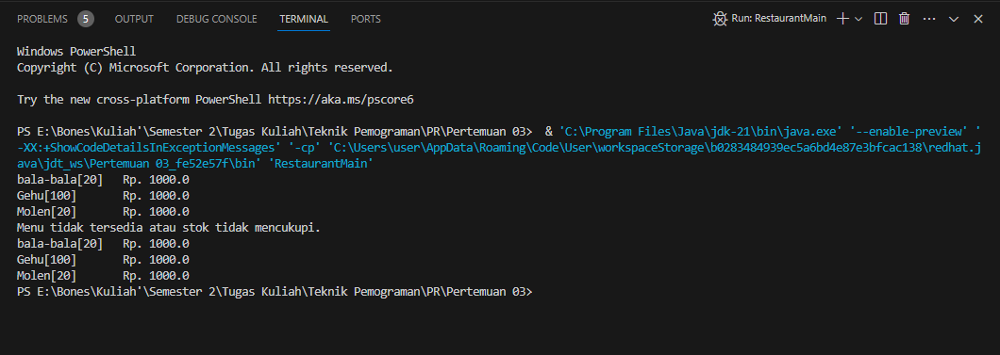 PROBLEMS 5 OUTPUT DEBUG CONSOLE TERMINAL PORTS Run: RestaurantMain
Windows PowerShell
Copyright (C) Microsoft Corporation. All rights reserved.
Try the new cross-platform PowerShell https://aka.ms/pscore6
PS E:\Bones\Kuliah'\Semester 2\Tugas Kuliah\Teknik Pemograman\PR\Pertemuan 03>  & 'C:\Program Files\Java\jdk-21\bin\java.exe' '--enable-preview' '
-XX:+ShowCodeDetailsInExceptionMessages' '-cp' 'C:\Users\user\AppData\Roaming\Code\User\workspaceStorage\b0283484939ec5a6bd4e87e3bfcac138\redhat.j
ava\jdt_ws\Pertemuan 03_fe52e57f\bin' 'RestaurantMain'
bala-bala[20]   Rp. 1000.0
Gehu[100]       Rp. 1000.0
Molen[20]       Rp. 1000.0
Menu tidak tersedia atau stok tidak mencukupi.
bala-bala[20]   Rp. 1000.0
Gehu[100]       Rp. 1000.0
Molen[20]       Rp. 1000.0
PS E:\Bones\Kuliah'\Semester 2\Tugas Kuliah\Teknik Pemograman\PR\Pertemuan 03>